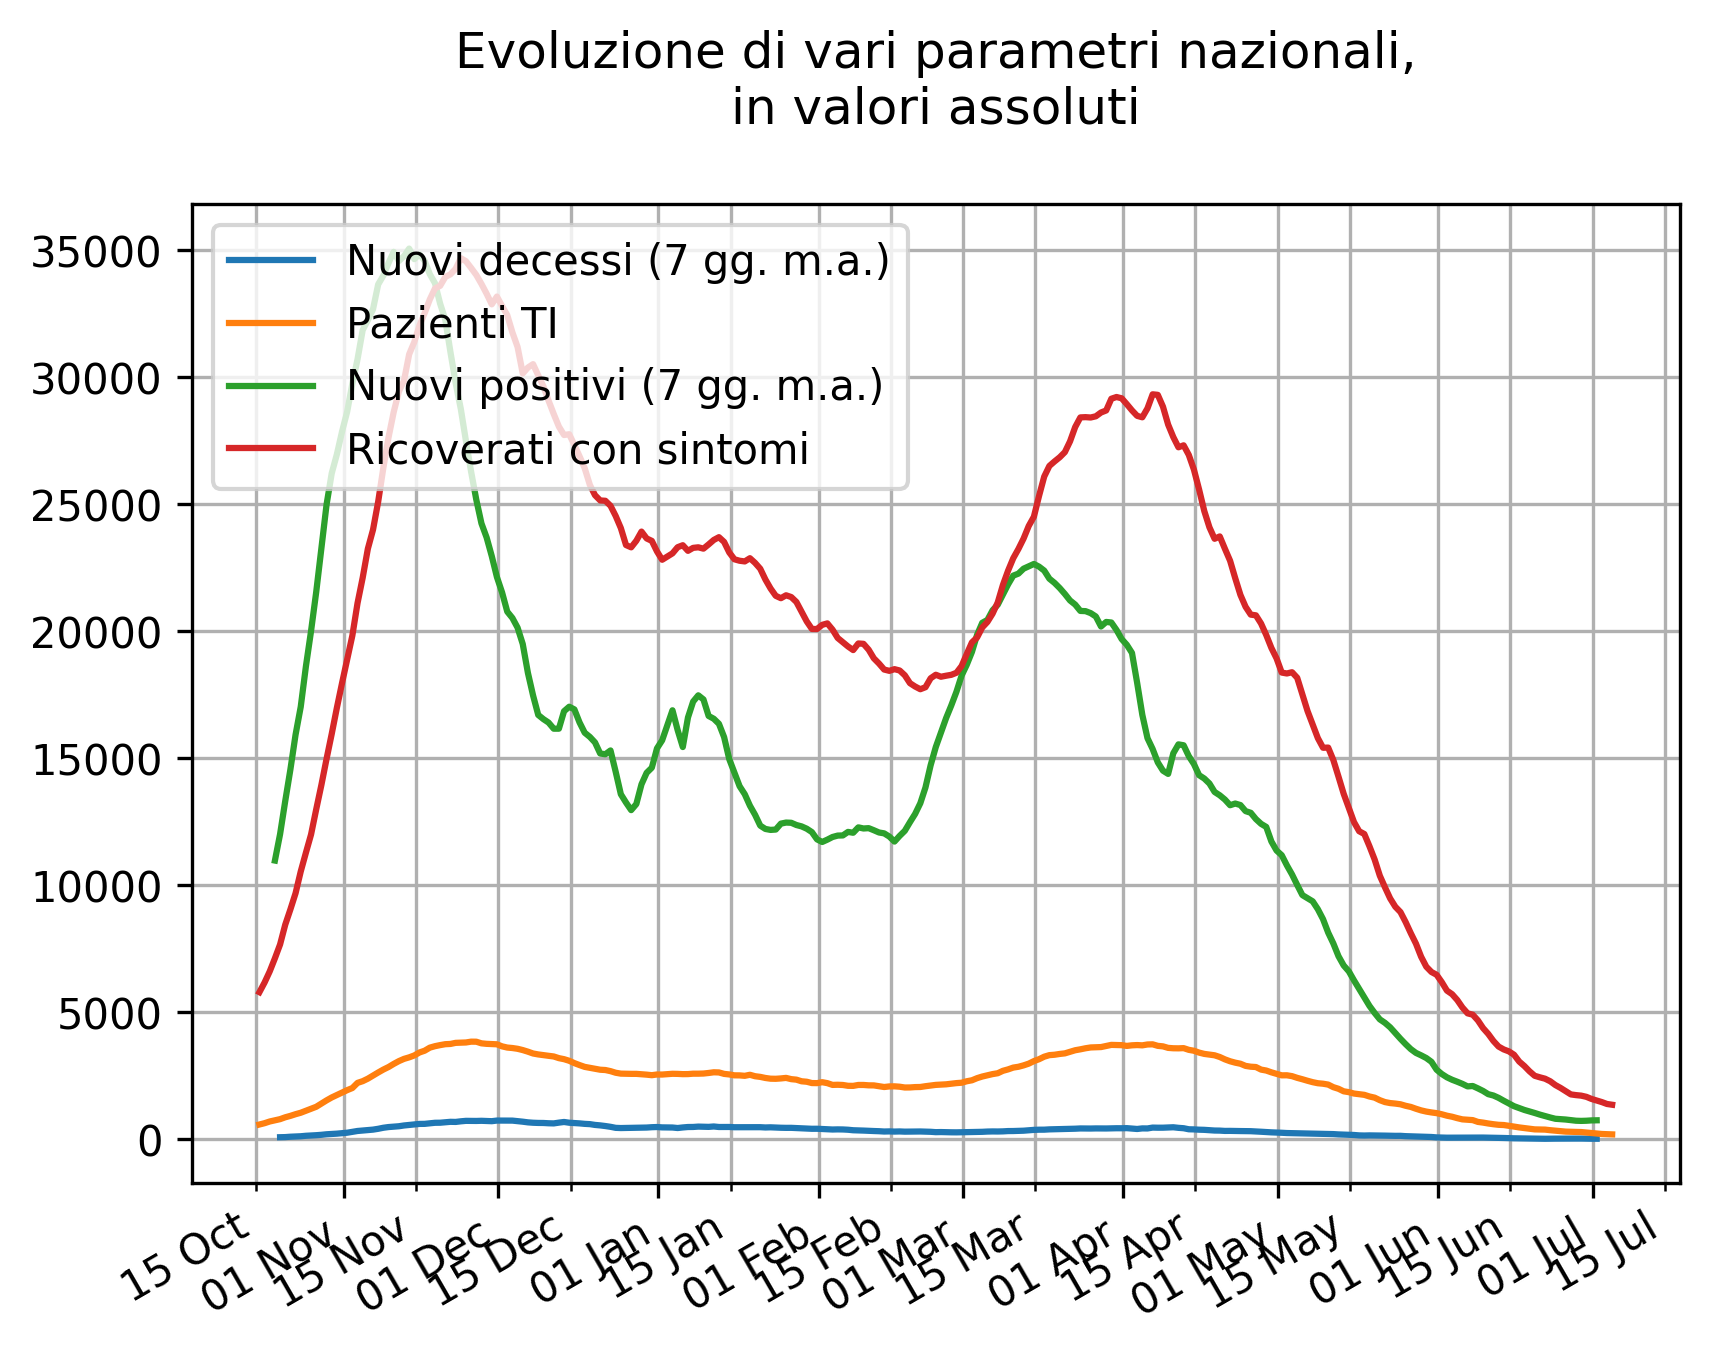 Evoluzione di vari parametri nazionali,
in valori assoluti
35000
30000
25000
20000
15000
10000
5000
0
Nuovi decessi (7 gg. m.a.)
Pazienti TI
Nuovi positivi (7 gg. m.a.)
Ricoverati con sintomi
15 Oct
01 Nov
15 Nov
01 Dec
15 Dec
01 Jan
15 Jan
01 Feb
15 Feb
01 Mar
15 Mar
01 Apr
15 Apr
01 May
15 May
01 Jun
15 Jun
01 Jul
15 Jul